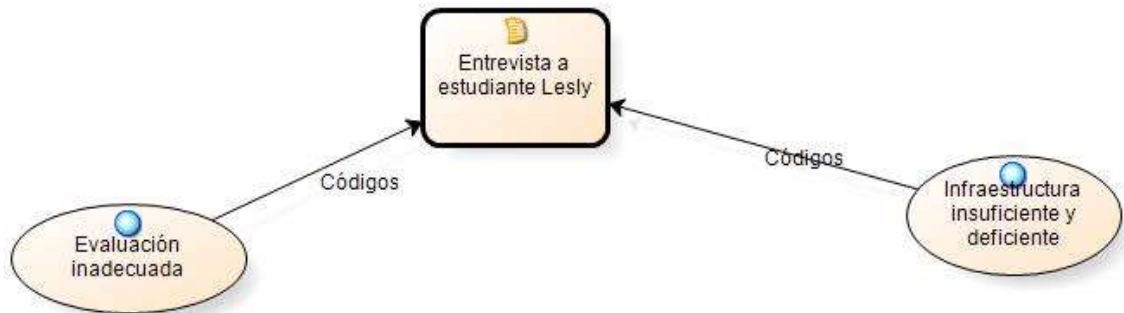 Entrevista a
estudiante Lesly
Códigos
Códigos
Evaluación
inadecuada
Infraestructura
insuficiente y
deficiente